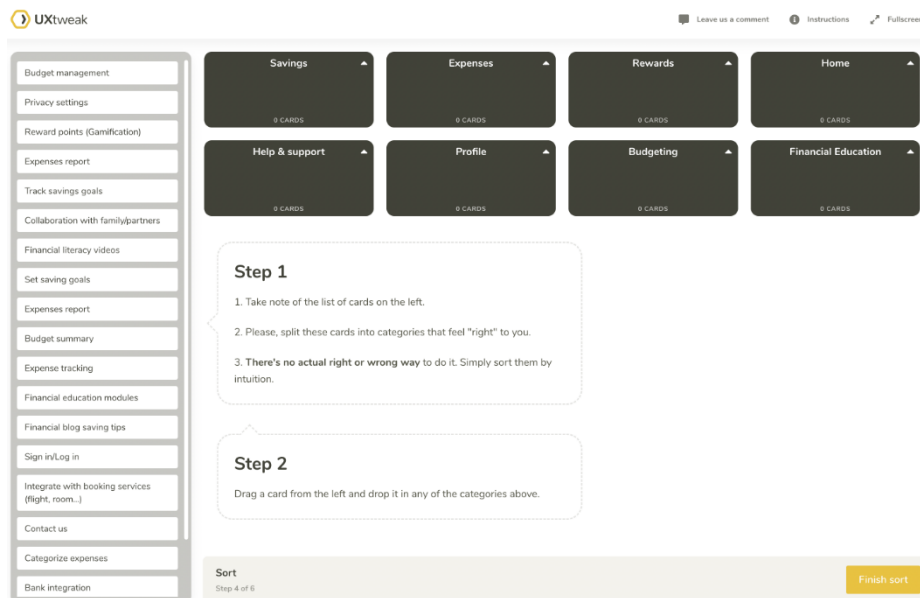 UXtweak
Leave us a comment
Instructions
Fullscreen
Budget management
Privacy settings
Reward points (Gamification)
Expenses report
Track savings goals
Collaboration with family/partners
Financial literacy videos
Set saving goals
Expenses report
Budget summary
Expense tracking
Financial education modules
Financial blog saving tips
Sign in/Log in
Integrate with booking services
(flight, room...)
Contact us
Categorize expenses
Bank integration
Savings
0 CARDS
Expenses
0 CARDS
Rewards
0 CARDS
Home
0 CARDS
Help & support
0 CARDS
Profile
0 CARDS
Budgeting
0 CARDS
Financial Education
0 CARDS
Step 1
1. Take note of the list of cards on the left.
2. Please, split these cards into categories that feel "right" to you.
3. There's no actual right or wrong way to do it. Simply sort them by
intuition.
Step 2
Drag a card from the left and drop it in any of the categories above.
Sort
Step 4 of 6
Finish sort